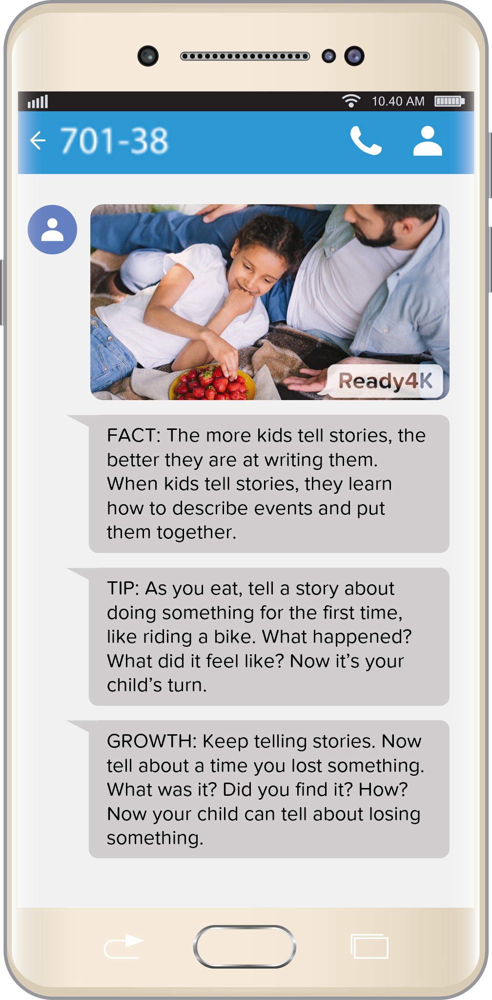 10.40 AM
701-38
Ready4K
FACT: The more kids tell stories, the
better they are at writing them.
When kids tell stories, they learn
how to describe events and put
them together.
TIP: As you eat, tell a story about
doing something for the first time,
like riding a bike. What happened?
What did it feel like? Now it’s your
child’s turn.
GROWTH: Keep telling stories. Now
tell about a time you lost something.
What was it? Did you find it? How?
Now your child can tell about losing
something.